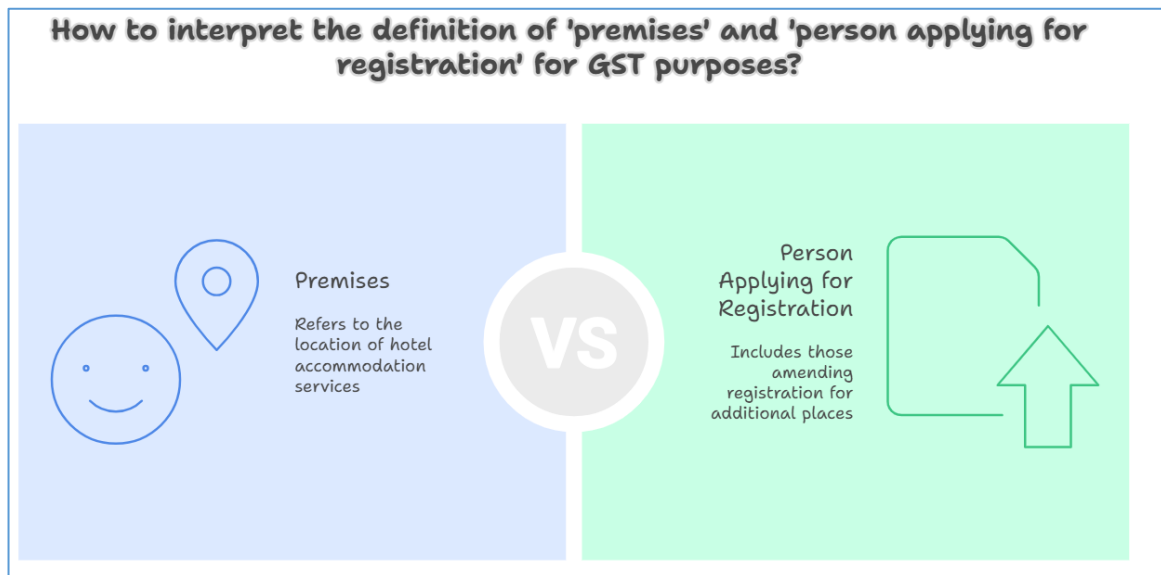 How to interpret the definition of 'premises' and 'person applying for
registration' for GST purposes?
Premises
Refers to the
location of hotel
accommodation
services
VS
Person
Applying for
Registration
Includes those
amending
registration for
additional places